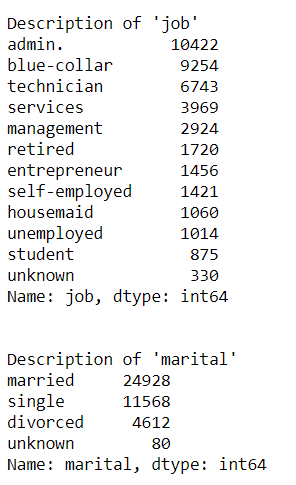 Description of 'job'
admin. 10422
blue-collar 9254
technician 6743
services 3969
management 2924
retired 1720
entrepreneur 1456
self-employed 1421
housemaid 1060
unemployed 1014
student 875
unknown 330
Name: job, dtype: int64
Description of 'marital'
married 24928
single 11568
divorced 4612
unknown 80
Name: marital, dtype: int64